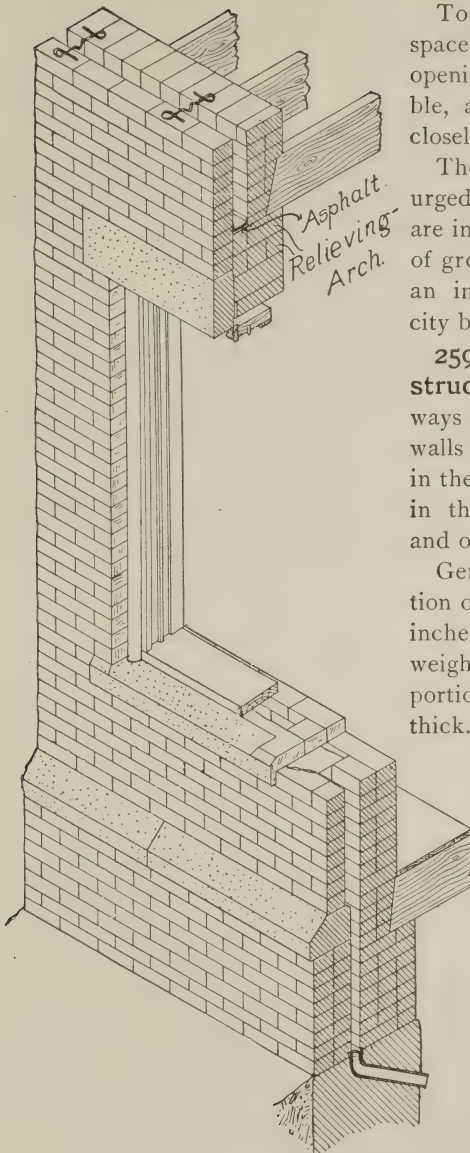 To
space
openi
ble, a
closel
The
urged
are in
of gro
an in
city b
259
struc
ways
walls
in the
in th
and o
Gen
tion o
inche
weigh
portio
thick.
Asphalt.
Relieving-
Arch.